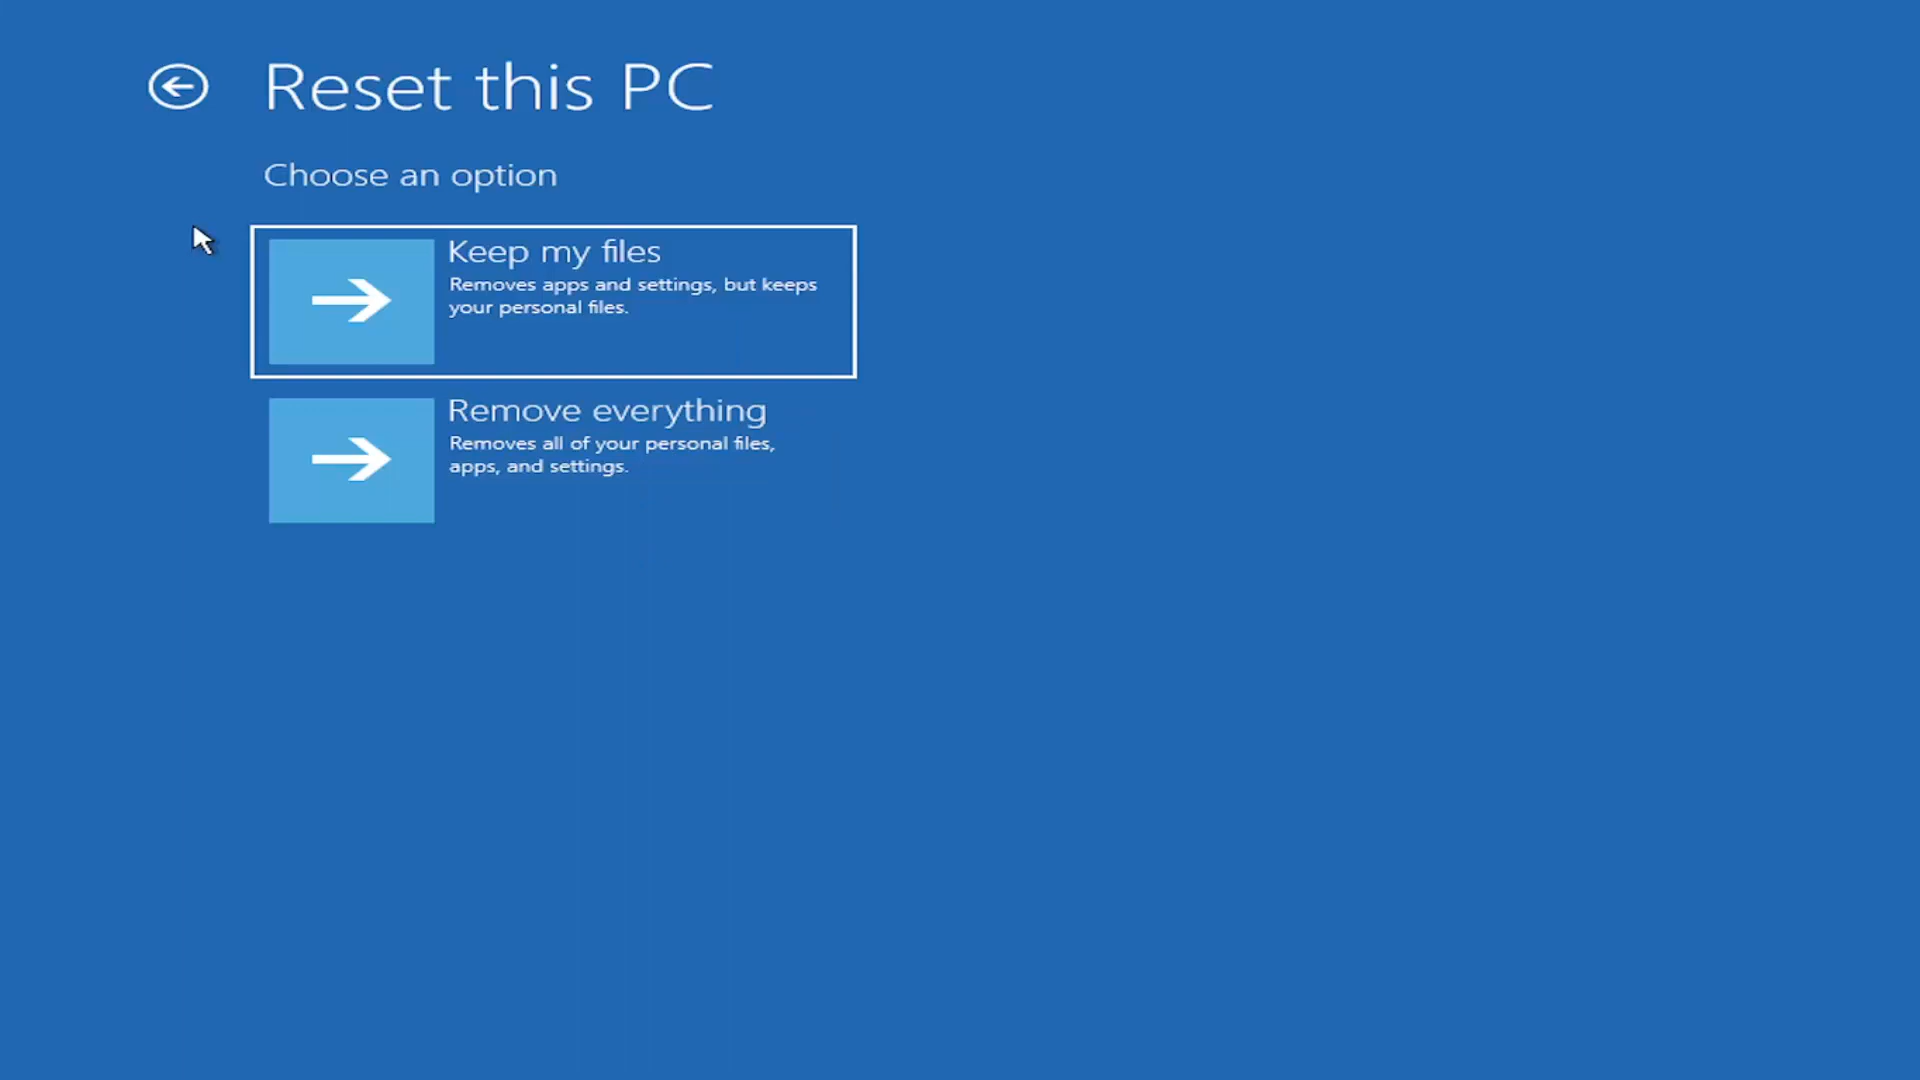 Reset this PC
Choose an option
Keep my files
Removes apps and settings, but keeps
your personal files.
Remove everything
Removes all of your personal files,
apps, and settings.